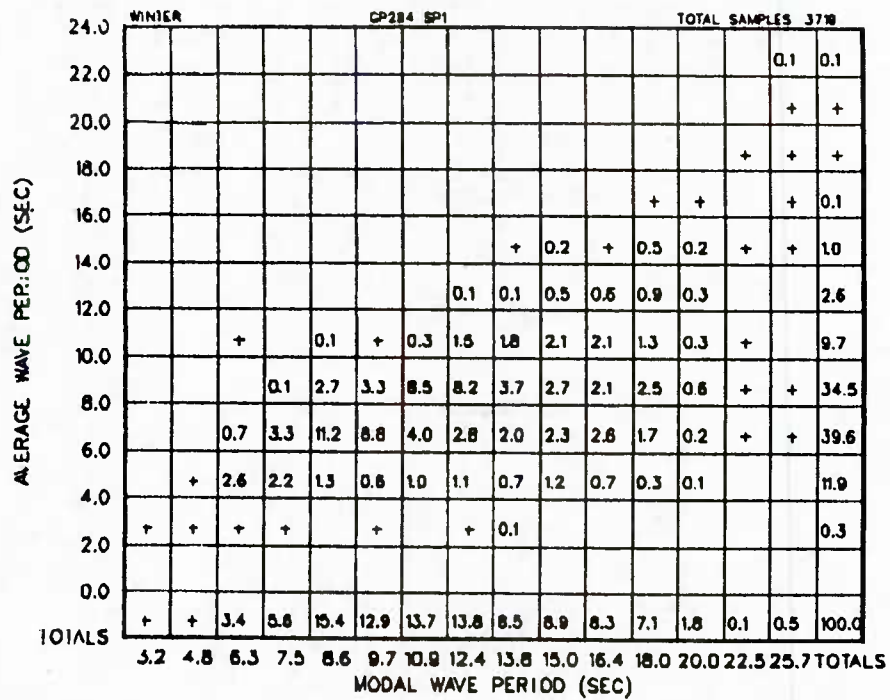 WINTER GP284 SP1 TOTAL SAMPLES
24.0
0.1 0.1
22.0
+ +
20.0
+ + +
18.0
+ + + 0.1
16.0
+ 0.2 + 0.5 0.2 + + 1.0
14.0
0.1 0.1 0.5 0.6 0.9 0.3 2.6
12.0
+ 0.1 + 0.3 1.6 1.8 2.1 2.1 1.3 0.3 + 9.7
10.0
0.1 2.7 3.3 8.5 8.2 3.7 2.7 2.1 2.5 0.6 + + 34.5
8.0
0.7 3.3 11.2 8.8 4.0 2.8 2.0 2.3 2.6 1.7 0.2 + + 39.6
6.0
+ 2.6 2.2 1.3 0.6 1.0 1.1 0.7 1.2 0.7 0.3 0.1 11.9
4.0
+ + + + + + 0.1 0.3
2.0
0.0
TOTALS + + 3.4 5.6 15.4 12.9 13.7 13.8 8.5 8.9 8.3 7.1 1.8 0.1 0.5 100.0
3.2 4.8 6.3 7.5 8.6 9.7 10.9 12.4 13.8 15.0 16.4 18.0 20.0 22.5 25.7 TOTALS
MODAL WAVE PERIOD (SEC)
AVERAGE WAVE PERIOD (SEC)